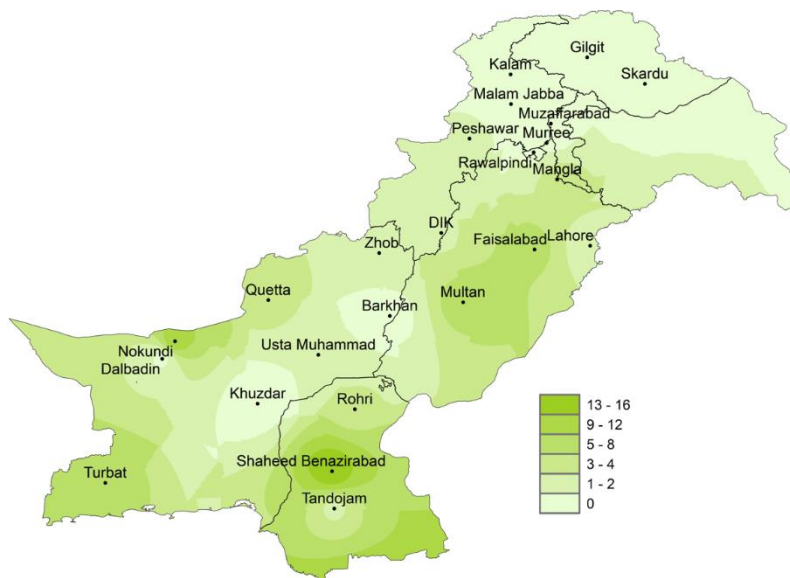 Gilgit
Kalam
Skardu
Malam Jabba
Muzaffarabad
Peshawar
Murree
Rawalpindi
Mangla
DIK
Zhob
Faisalabad
Lahore
Quetta
Multan
Barkhan
Nokundi
Usta Muhammad
Dalbadin
Khuzdar
Rohri
13 - 16
9 - 12
5 - 8
3 - 4
1 - 2
0
Turbat
Shaheed Benazirabad
Tandojam